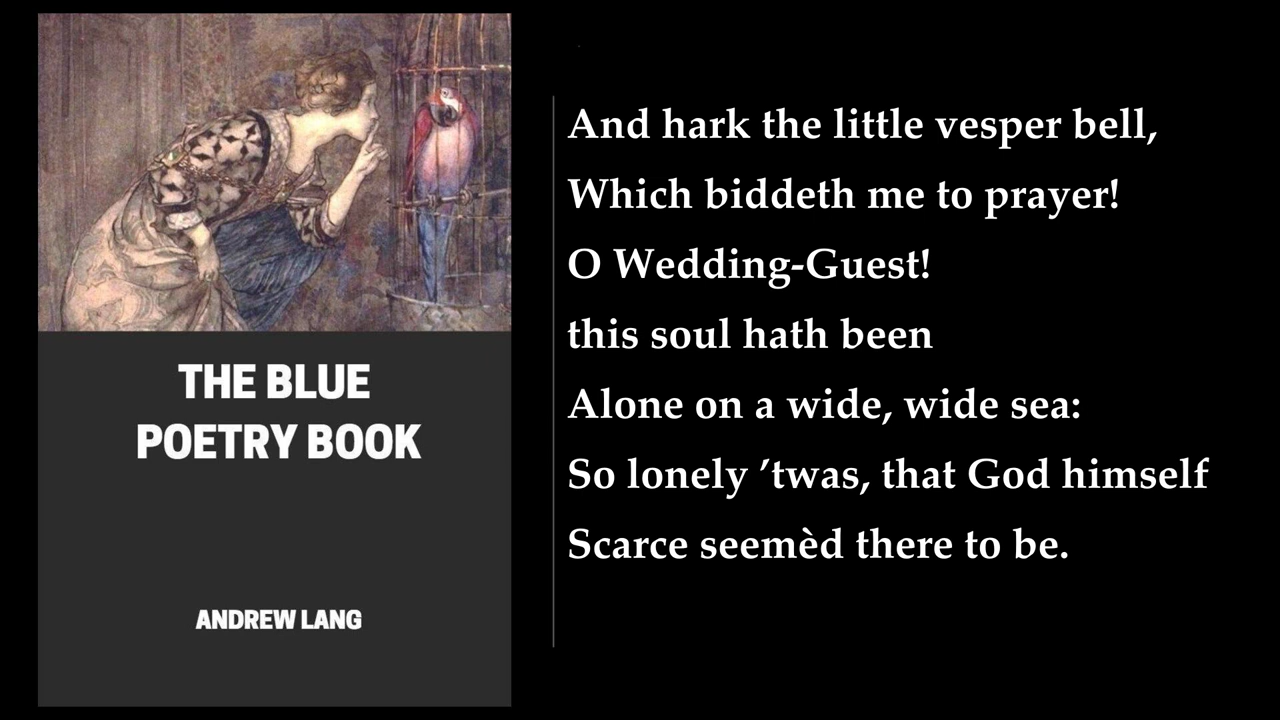 THE BLUE
POETRY BOOK
ANDREW LANG
And hark the little vesper bell,
Which biddeth me to prayer!
O Wedding-Guest!
this soul hath been
Alone on a wide, wide sea:
So lonely ’twas, that God himself
Scarce seemèd there to be.